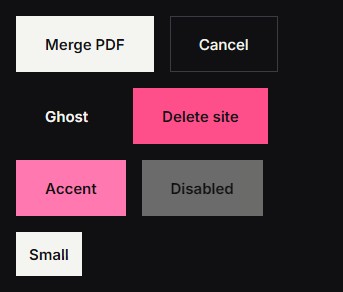 Merge PDF
Cancel
Ghost
Delete site
Accent
Disabled
Small